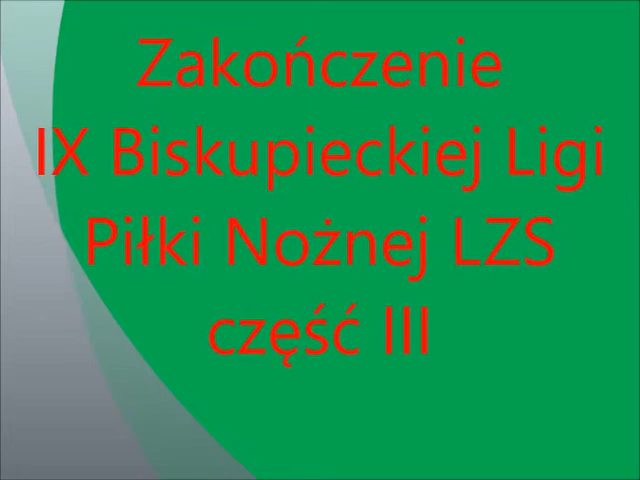 Zakończenie
IX Biskupieckiej Ligi
Piłki Nożnej LZS
część III